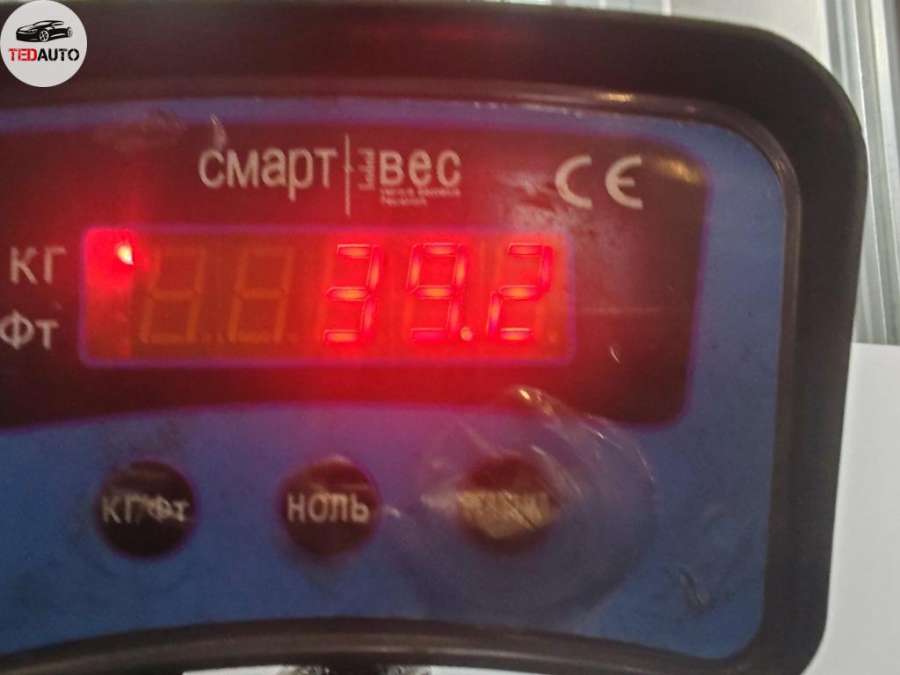 TEDAUTO
смарт вес CE
КГ
39.2
Фт
КГ/Фт НОЛЬ